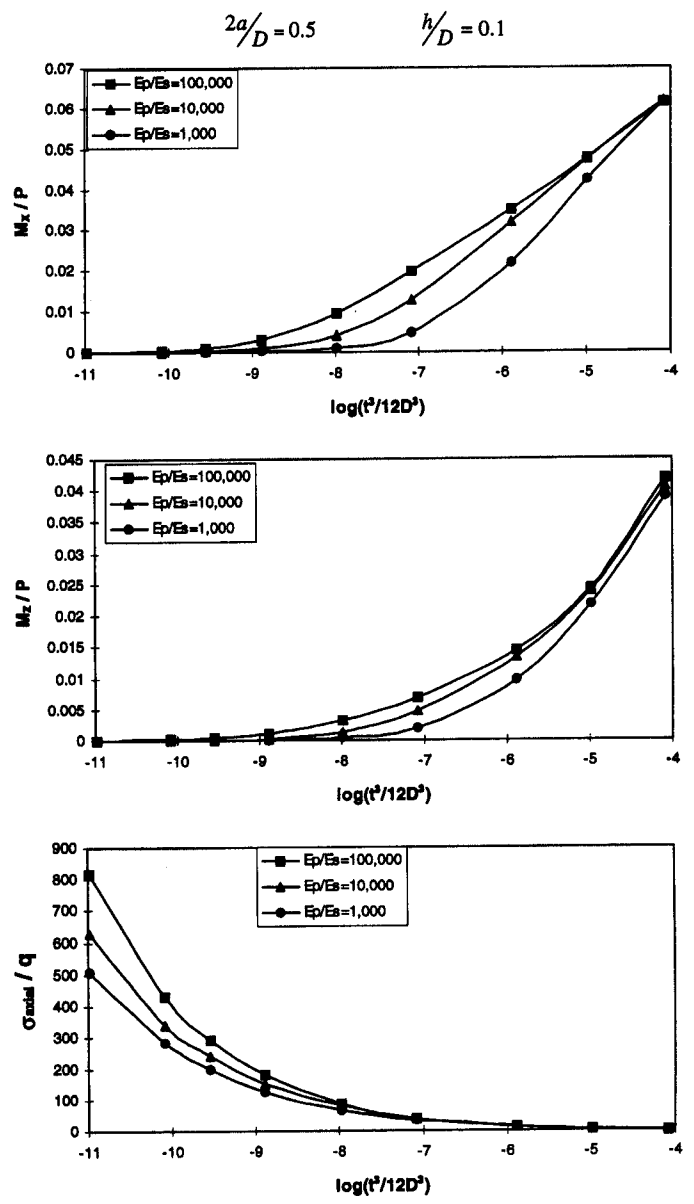 2a/D = 0.5 h/D = 0.1
0.07
0.06
0.05
0.04
0.03
0.02
0.01
0
Mx / P
Ep/Es=100,000
Ep/Es=10,000
Ep/Es=1,000
-11 -10 -9 -8 -7 -6 -5 -4
log(t³/12D³)
0.045
0.04
0.035
0.03
0.025
0.02
0.015
0.01
0.005
0
Mz / P
Ep/Es=100,000
Ep/Es=10,000
Ep/Es=1,000
-11 -10 -9 -8 -7 -6 -5 -4
log(t³/12D³)
900
800
700
600
500
400
300
200
100
0
σaxial / q
Ep/Es=100,000
Ep/Es=10,000
Ep/Es=1,000
-11 -10 -9 -8 -7 -6 -5 -4
log(t³/12D³)